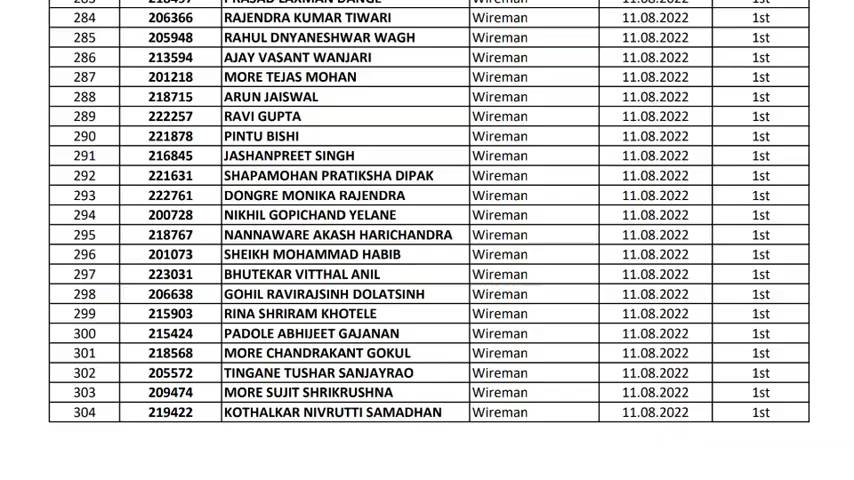 284 206366 RAJENDRA KUMAR TIWARI Wireman 11.08.2022 1st
285 205948 RAHUL DNYANESHWAR WAGH Wireman 11.08.2022 1st
286 213594 AJAY VASANT WANJARI Wireman 11.08.2022 1st
287 201218 MORE TEJAS MOHAN Wireman 11.08.2022 1st
288 218715 ARUN JAISWAL Wireman 11.08.2022 1st
289 222257 RAVI GUPTA Wireman 11.08.2022 1st
290 221878 PINTU BISHI Wireman 11.08.2022 1st
291 216845 JASHANPREET SINGH Wireman 11.08.2022 1st
292 221631 SHAPAMOHAN PRATIKSHA DIPAK Wireman 11.08.2022 1st
293 222761 DONGRE MONIKA RAJENDRA Wireman 11.08.2022 1st
294 200728 NIKHIL GOPICHAND YELANE Wireman 11.08.2022 1st
295 218767 NANNAWARE AKASH HARICHANDRA Wireman 11.08.2022 1st
296 201073 SHEIKH MOHAMMAD HABIB Wireman 11.08.2022 1st
297 223031 BHUTEKAR VITTHAL ANIL Wireman 11.08.2022 1st
298 206638 GOHIL RAVIRAJSINH DOLATSINH Wireman 11.08.2022 1st
299 215903 RINA SHRIRAM KHOTELE Wireman 11.08.2022 1st
300 215424 PADOLE ABHIJEET GAJANAN Wireman 11.08.2022 1st
301 218568 MORE CHANDRAKANT GOKUL Wireman 11.08.2022 1st
302 205572 TINGANE TUSHAR SANJAYRAO Wireman 11.08.2022 1st
303 209474 MORE SUJIT SHRIKRUSHNA Wireman 11.08.2022 1st
304 219422 KOTHALKAR NIVRUTTI SAMADHAN Wireman 11.08.2022 1st